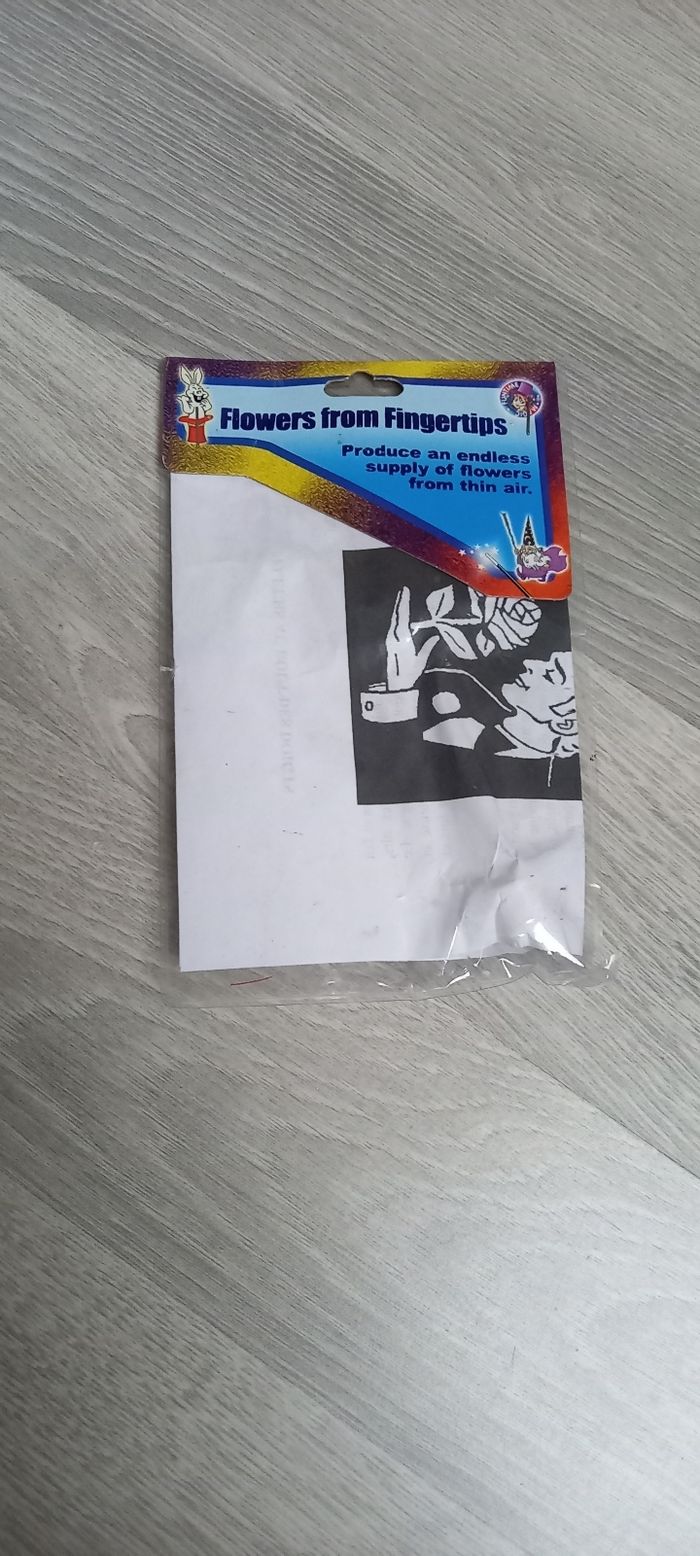 Flowers from Fingertips
Produce an endless
supply of flowers
from thin air.